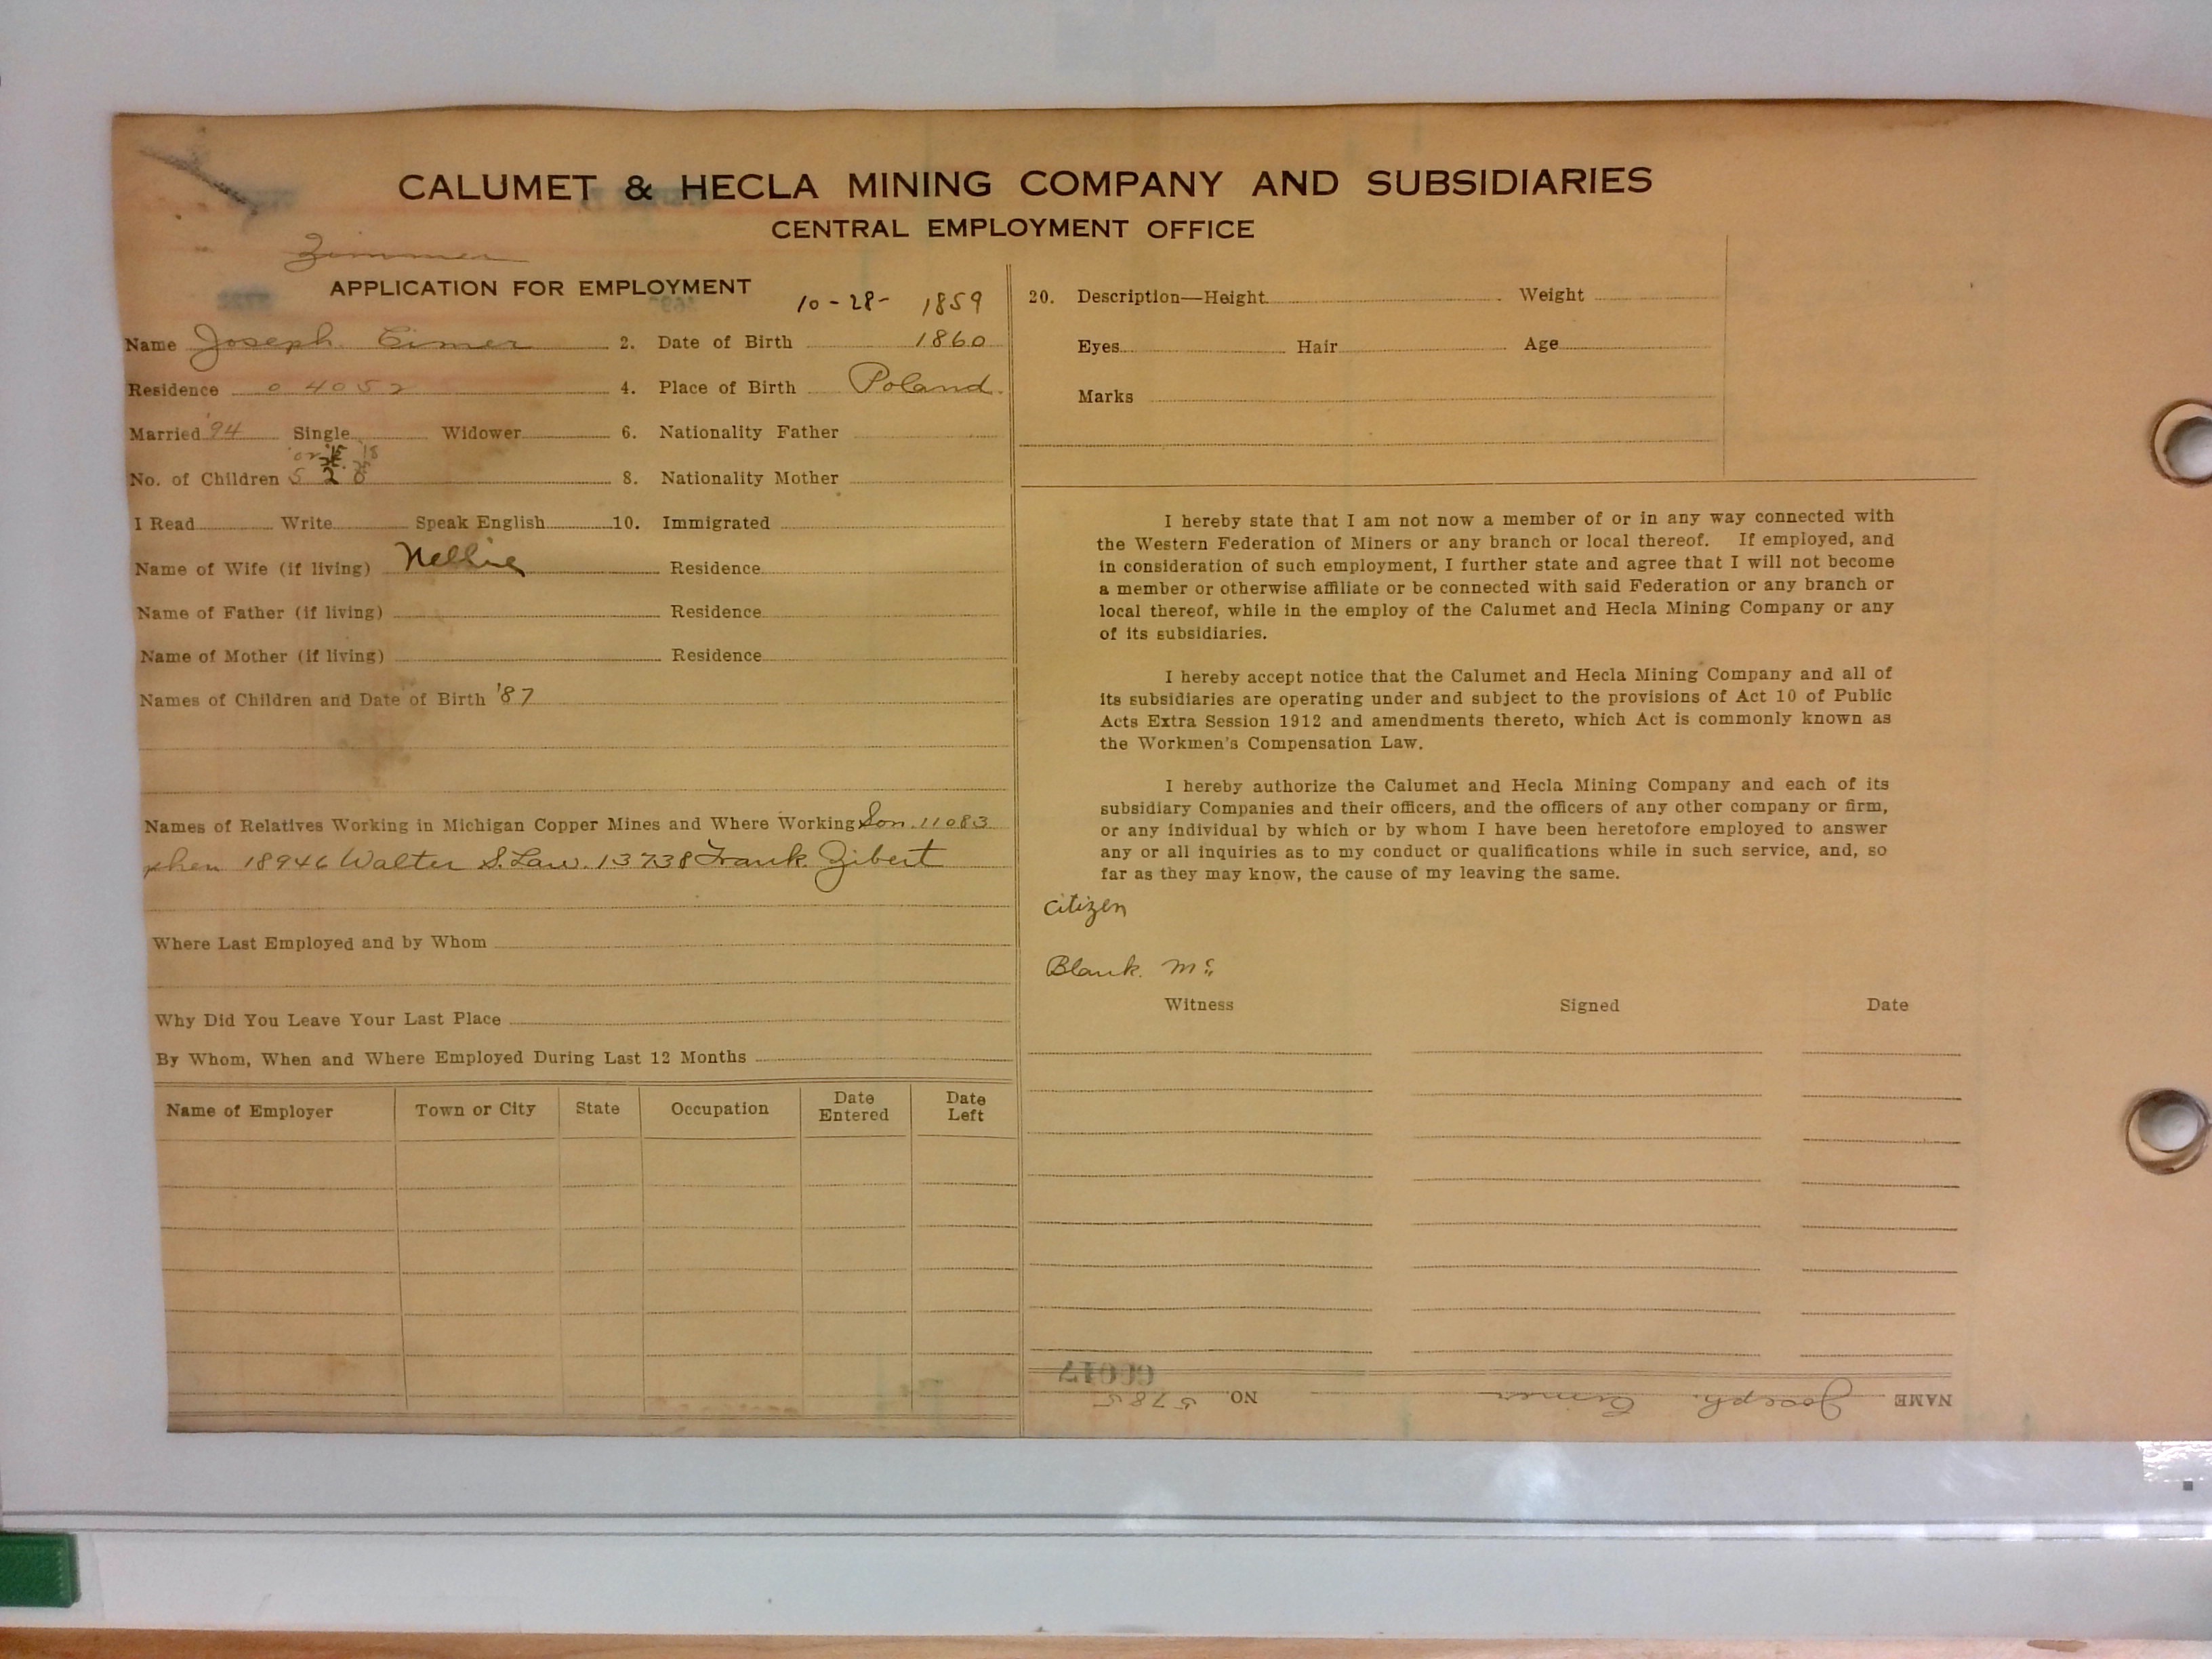 CALUMET & HECLA MINING COMPANY AND SUBSIDIARIES
CENTRAL EMPLOYMENT OFFICE
Zimmer
APPLICATION FOR EMPLOYMENT
10-28- 1859
Name Joseph Cimer 2. Date of Birth 1860
Residence 0 4052 4. Place of Birth Poland.
Married '94 Single Widower 6. Nationality Father
No. of Children 5 2 8 8. Nationality Mother
I Read Write Speak English 10. Immigrated
Name of Wife (if living) Nellie Residence
Name of Father (if living) Residence
Name of Mother (if living) Residence
Names of Children and Date of Birth '87
Names of Relatives Working in Michigan Copper Mines and Where Working Son. 11083
18946 Walter S. Law. 13738 Frank Zibert
Where Last Employed and by Whom
Why Did You Leave Your Last Place
By Whom, When and Where Employed During Last 12 Months
Name of Employer Town or City State Occupation Date Entered Date Left
20. Description—Height Weight
Eyes Hair Age
Marks
I hereby state that I am not now a member of or in any way connected with
the Western Federation of Miners or any branch or local thereof. If employed, and
in consideration of such employment, I further state and agree that I will not become
a member or otherwise affiliate or be connected with said Federation or any branch or
local thereof, while in the employ of the Calumet and Hecla Mining Company or any
of its subsidiaries.
I hereby accept notice that the Calumet and Hecla Mining Company and all of
its subsidiaries are operating under and subject to the provisions of Act 10 of Public
Acts Extra Session 1912 and amendments thereto, which Act is commonly known as
the Workmen's Compensation Law.
I hereby authorize the Calumet and Hecla Mining Company and each of its
subsidiary Companies and their officers, and the officers of any other company or firm,
or any individual by which or by whom I have been heretofore employed to answer
any or all inquiries as to my conduct or qualifications while in such service, and, so
far as they may know, the cause of my leaving the same.
citizen
Blank.
Witness Signed Date
NAME Joseph. Cimer NO. 5785